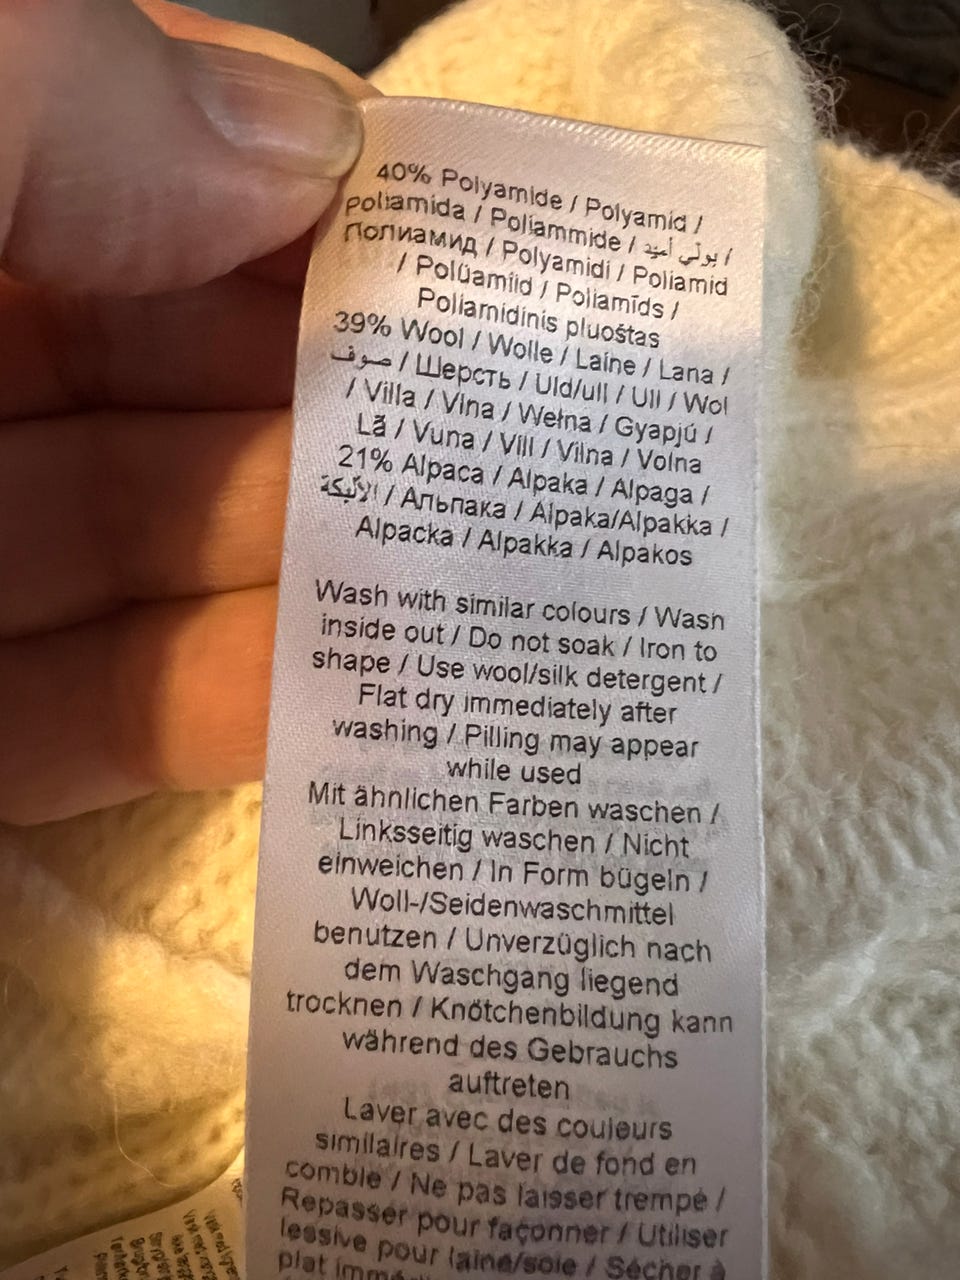 40% Polyamide / Polyamid /
Poliamida / Poliammide / بولي أميد /
Полиамид / Polyamidi / Poliamid
/ Polüamiid / Poliamīds /
Poliamidinis pluoštas
39% Wool / Wolle / Laine / Lana /
صوف / Шерсть / Uld/ull / Ull / Wol
/ Villa / Vlna / Wełna / Gyapjú /
Lã / Vuna / Vill / Vilna / Volna
21% Alpaca / Alpaka / Alpaga /
الألبكة / Альпака / Alpaka/Alpakka /
Alpacka / Alpakka / Alpakos
Wash with similar colours / Wash
inside out / Do not soak / Iron to
shape / Use wool/silk detergent /
Flat dry immediately after
washing / Pilling may appear
while used
Mit ähnlichen Farben waschen /
Linksseitig waschen / Nicht
einweichen / In Form bügeln /
Woll-/Seidenwaschmittel
benutzen / Unverzüglich nach
dem Waschgang liegend
trocknen / Knötchenbildung kann
während des Gebrauchs
auftreten
Laver avec des couleurs
similaires / Laver de fond en
comble / Ne pas laisser trempé /
Repasser pour façonner / Utiliser
lessive pour laine/soie / Sécher à
plat